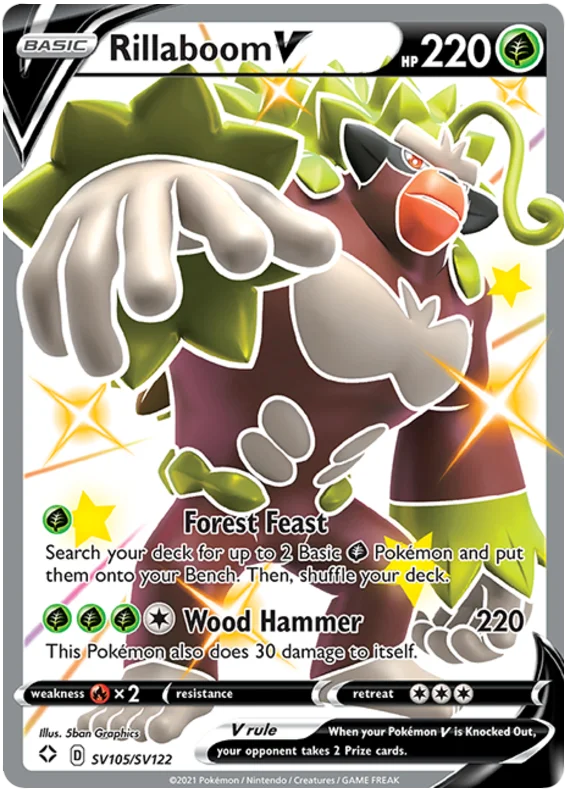 BASIC Rillaboom V HP 220
Forest Feast
Search your deck for up to 2 Basic Pokémon and put
them onto your Bench. Then, shuffle your deck.
Wood Hammer 220
This Pokémon also does 30 damage to itself.
weakness ×2 resistance retreat
Illus. 5ban Graphics
V rule When your Pokémon V is Knocked Out,
your opponent takes 2 Prize cards.
D SV105/SV122
©2021 Pokémon / Nintendo / Creatures / GAME FREAK